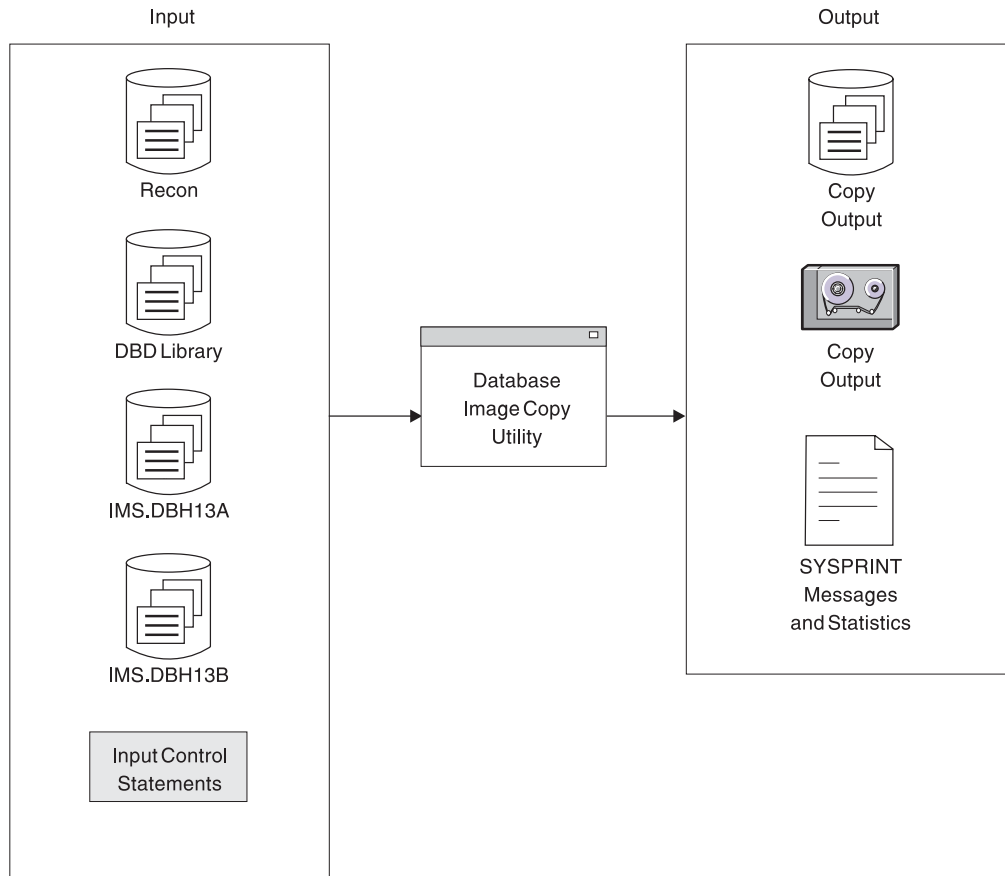 Input
Output
Recon
DBD Library
IMS.DBH13A
IMS.DBH13B
Input Control
Statements
Database
Image Copy
Utility
Copy
Output
Copy
Output
SYSPRINT
Messages
and Statistics